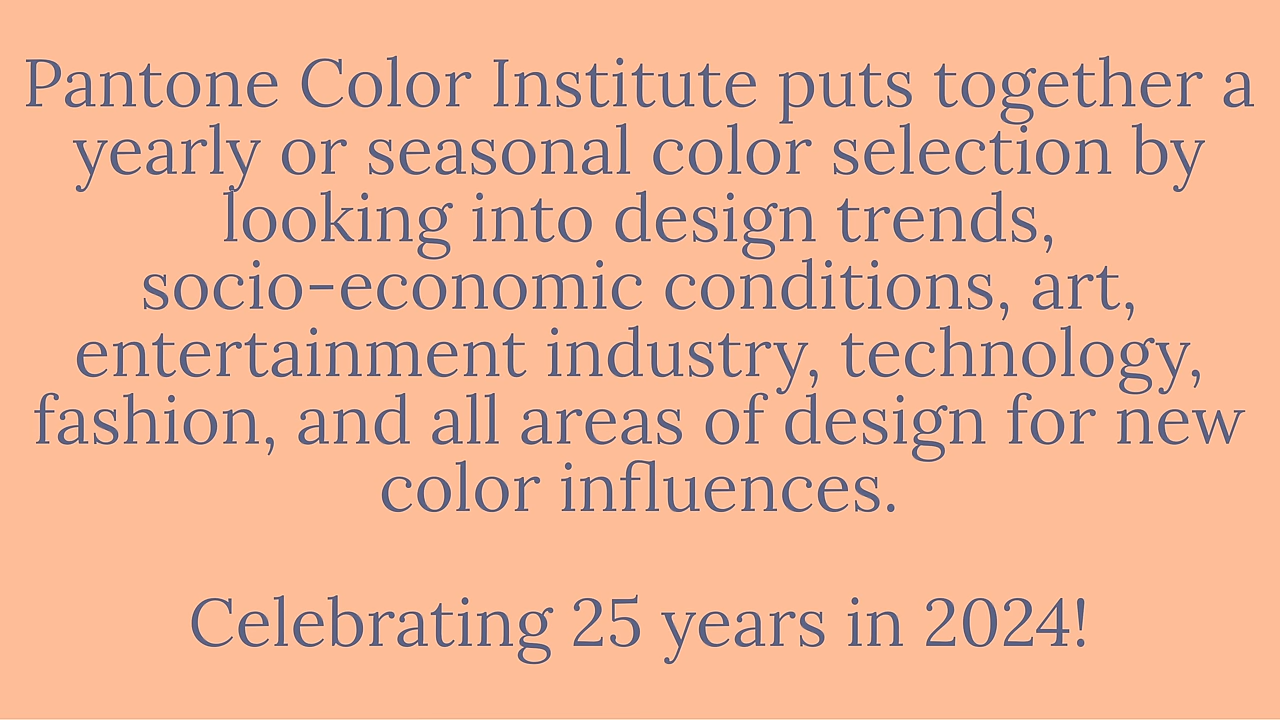 Pantone Color Institute puts together a
yearly or seasonal color selection by
looking into design trends,
socio-economic conditions, art,
entertainment industry, technology,
fashion, and all areas of design for new
color influences.
Celebrating 25 years in 2024!